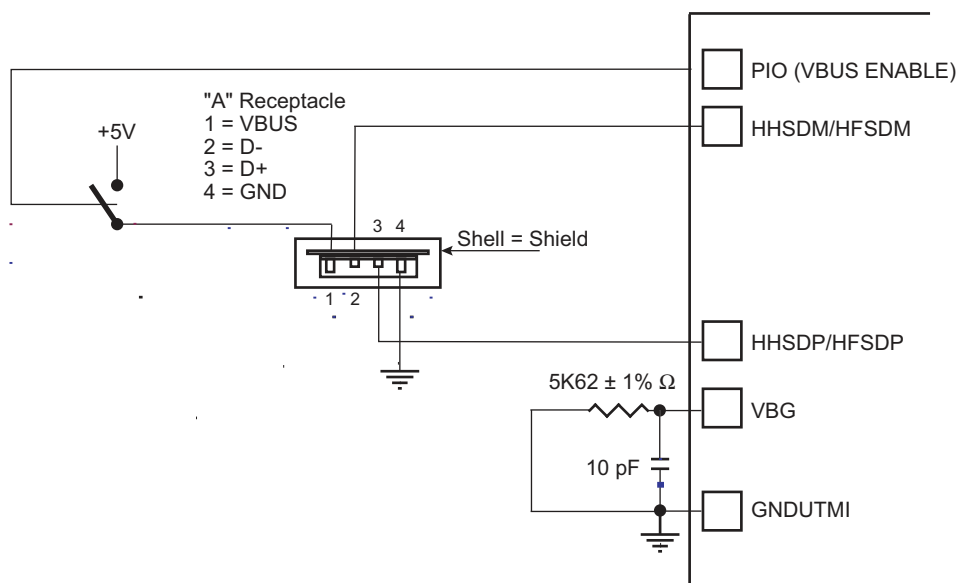 PIO (VBUS ENABLE)
"A" Receptacle
1 = VBUS
2 = D-
3 = D+
4 = GND
+5V
HHSDM/HFSDM
3 4
Shell = Shield
1 2
HHSDP/HFSDP
5K62 ± 1% Ω
VBG
10 pF
GNDUTMI